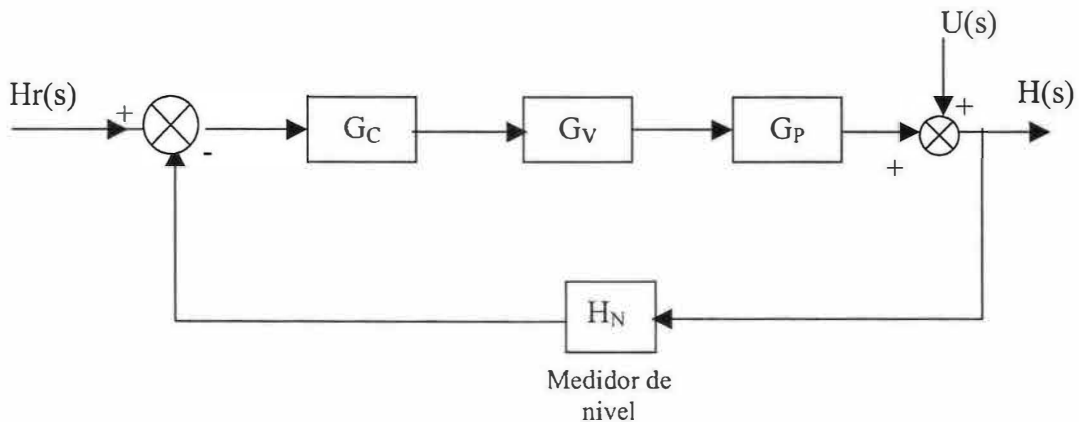 U(s)
Hr(s)
H(s)
+
+
G_C
G_V
G_P
-
+
H_N
Medidor de
nivel